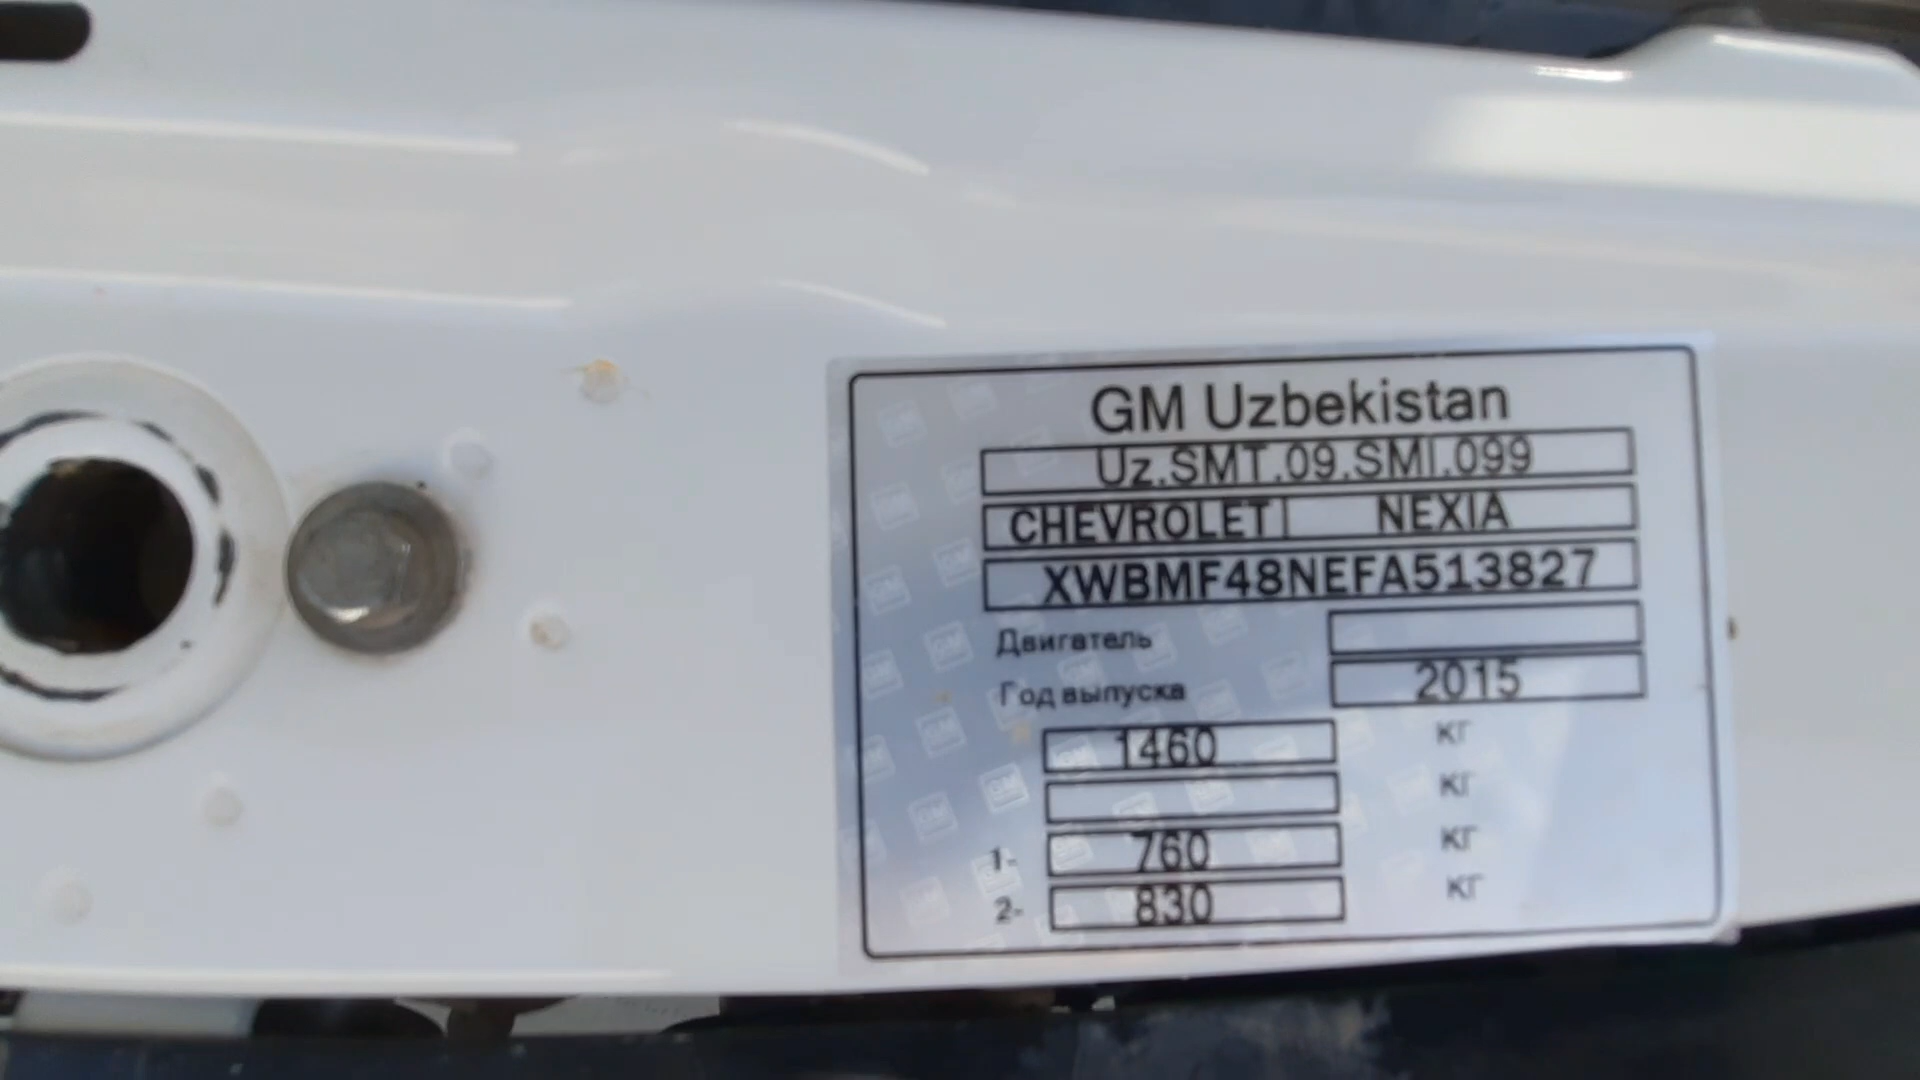 GM Uzbekistan
Uz.SMT.09.SMI.099
CHEVROLET NEXIA
XWBMF48NEFA513827
Двигатель
Год выпуска 2015
1460 кг
кг
1- 760 кг
2- 830 кг